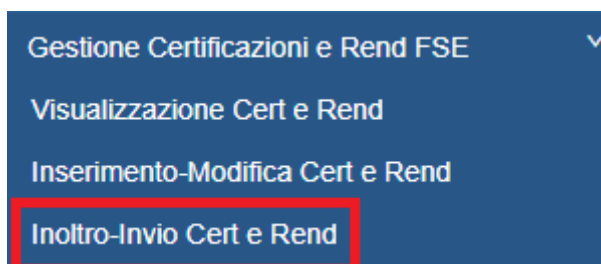 Gestione Certificazioni e Rend FSE
Visualizzazione Cert e Rend
Inserimento-Modifica Cert e Rend
Inoltro-Invio Cert e Rend